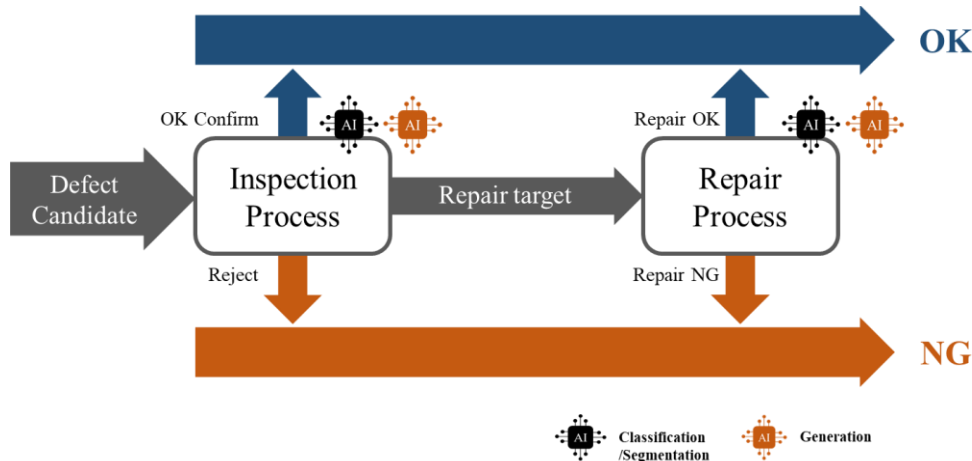 OK
OK Confirm
AI
AI
Repair OK
AI
AI
Defect
Candidate
Inspection
Process
Repair target
Repair
Process
Reject
Repair NG
NG
AI
Classification
/Segmentation
AI
Generation